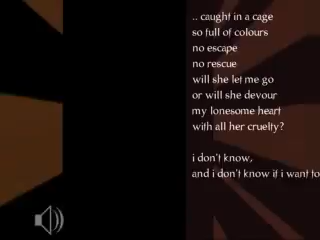 .. caught in a cage
so full of colours
no escape
no rescue
will she let me go
or will she devour
my lonesome heart
with all her cruelty?
i don't know,
and i don't know if i want to